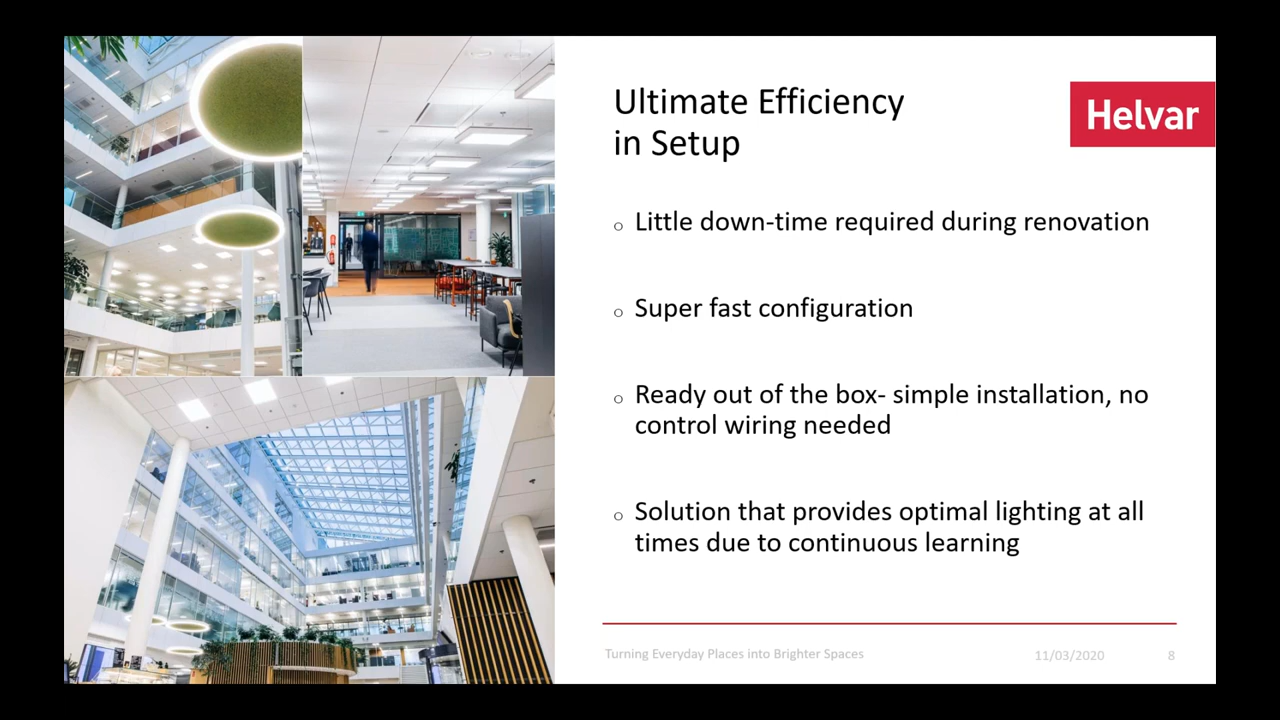 Ultimate Efficiency
in Setup
Helvar
Little down-time required during renovation
Super fast configuration
Ready out of the box- simple installation, no
control wiring needed
Solution that provides optimal lighting at all
times due to continuous learning
Turning Everyday Places into Brighter Spaces
11/03/2020
8